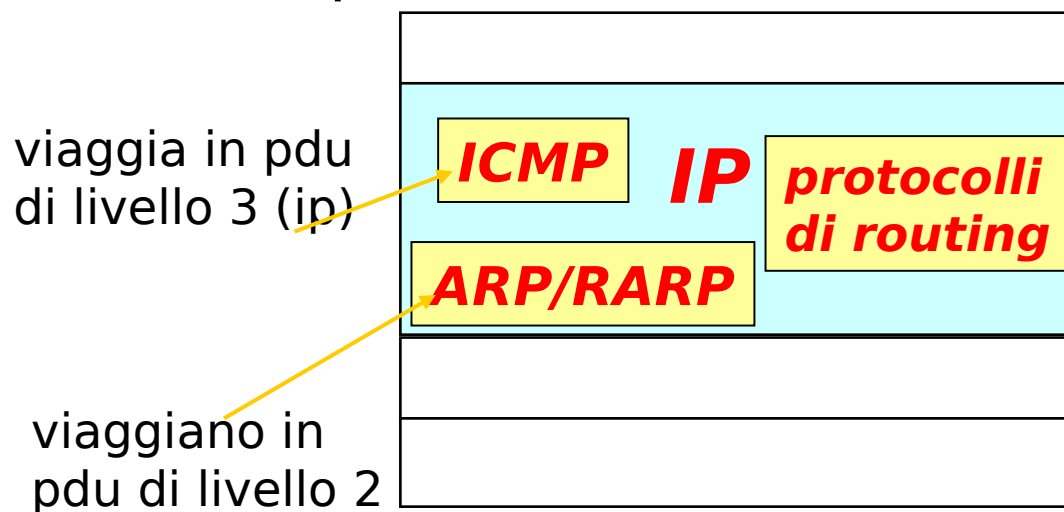 viaggia in pdu
di livello 3 (ip)
ICMP
IP
protocolli
di routing
ARP/RARP
viaggiano in
pdu di livello 2